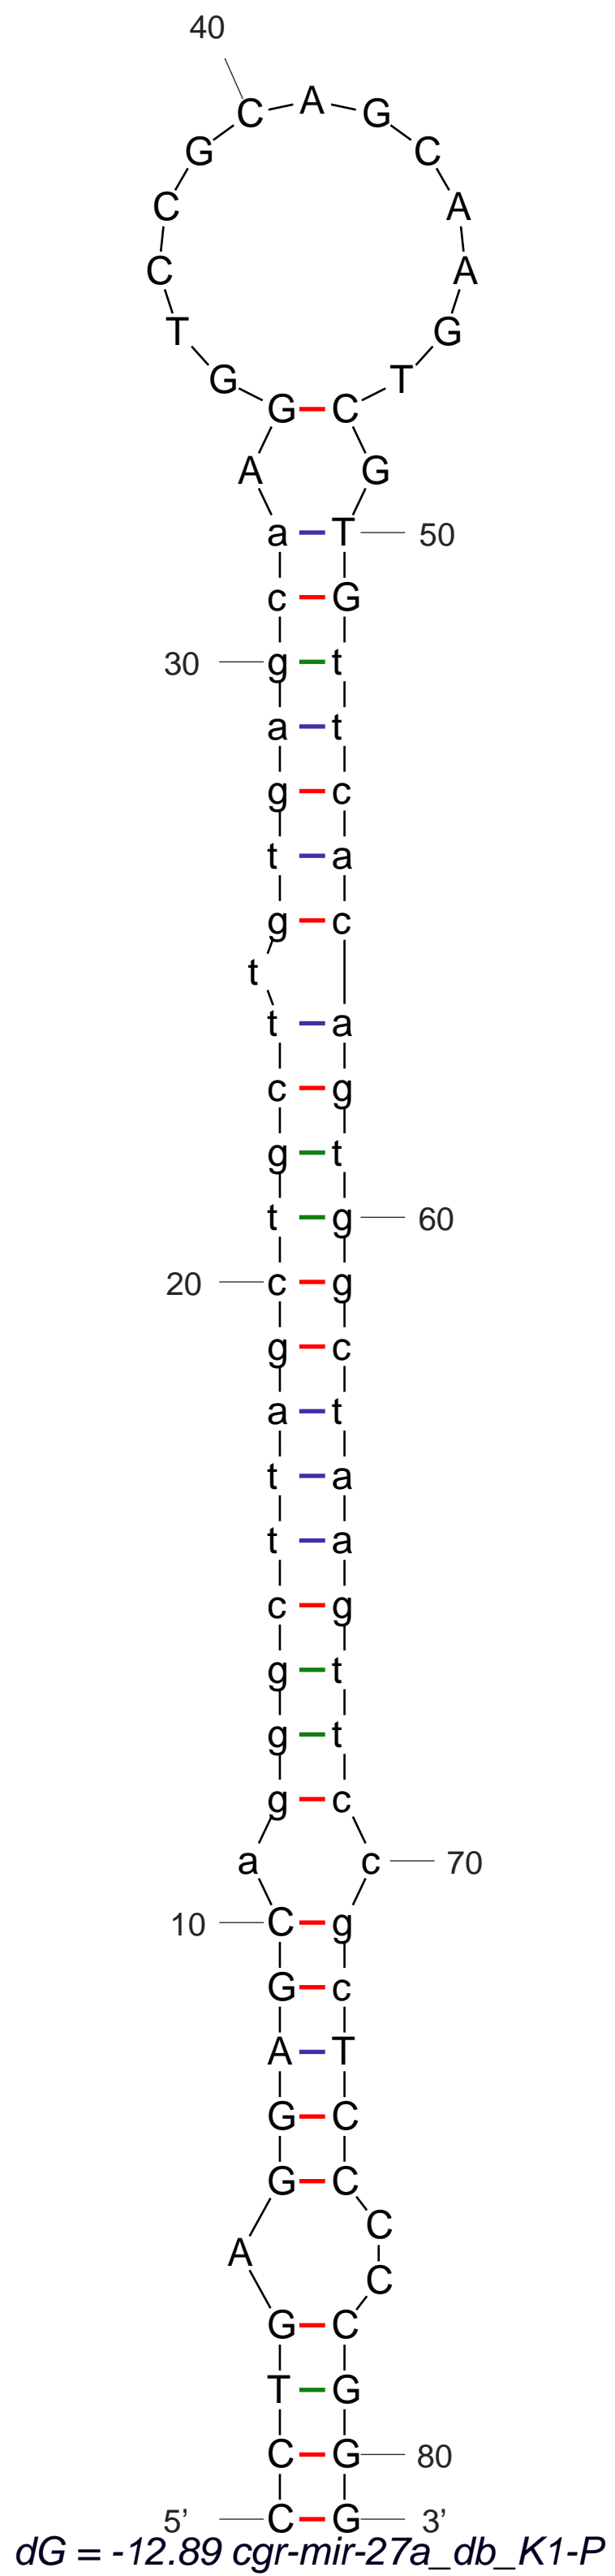 40
C A G
G C
C A
C A
T G
G T
G C
A G
a T 50
c G
30 g t
a t
g c
t a
g c
t
t a
c g
g t
t g 60
20 c g
g c
a t
t a
t a
c g
g t
g t
g c
a c 70
10 C g
G c
A T
G C
G C
C
A
C
G C
T G
C G 80
5’ C G 3’
dG = -12.89 cgr-mir-27a_db_K1-P